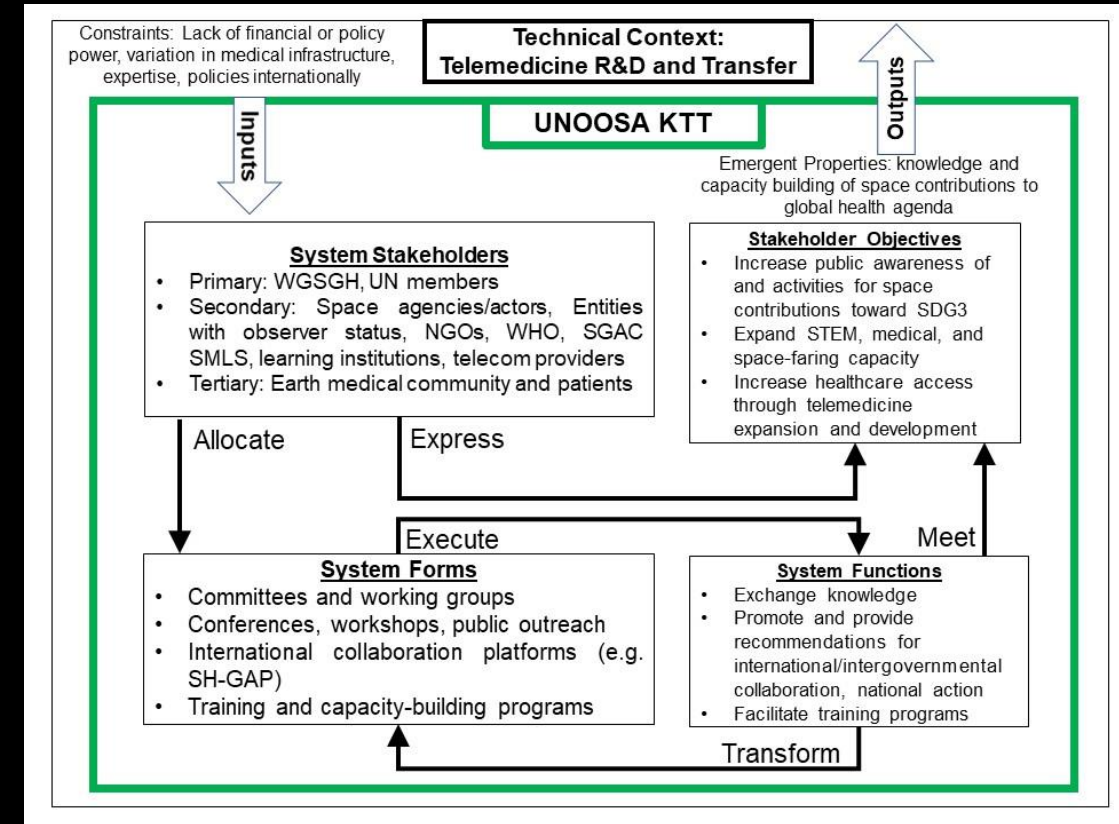 Constraints: Lack of financial or policy
power, variation in medical infrastructure,
expertise, policies internationally
Technical Context:
Telemedicine R&D and Transfer
Inputs
Outputs
UNOOSA KTT
Emergent Properties: knowledge and
capacity building of space contributions to
global health agenda
System Stakeholders
• Primary: WGSGH, UN members
• Secondary: Space agencies/actors, Entities
with observer status, NGOs, WHO, SGAC
SMLS, learning institutions, telecom providers
• Tertiary: Earth medical community and patients
Stakeholder Objectives
• Increase public awareness of
and activities for space
contributions toward SDG3
• Expand STEM, medical, and
space-faring capacity
• Increase healthcare access
through telemedicine
expansion and development
Allocate
Express
Execute
Meet
System Forms
• Committees and working groups
• Conferences, workshops, public outreach
• International collaboration platforms (e.g.
SH-GAP)
• Training and capacity-building programs
System Functions
• Exchange knowledge
• Promote and provide
recommendations for
international/intergovernmental
collaboration, national action
• Facilitate training programs
Transform